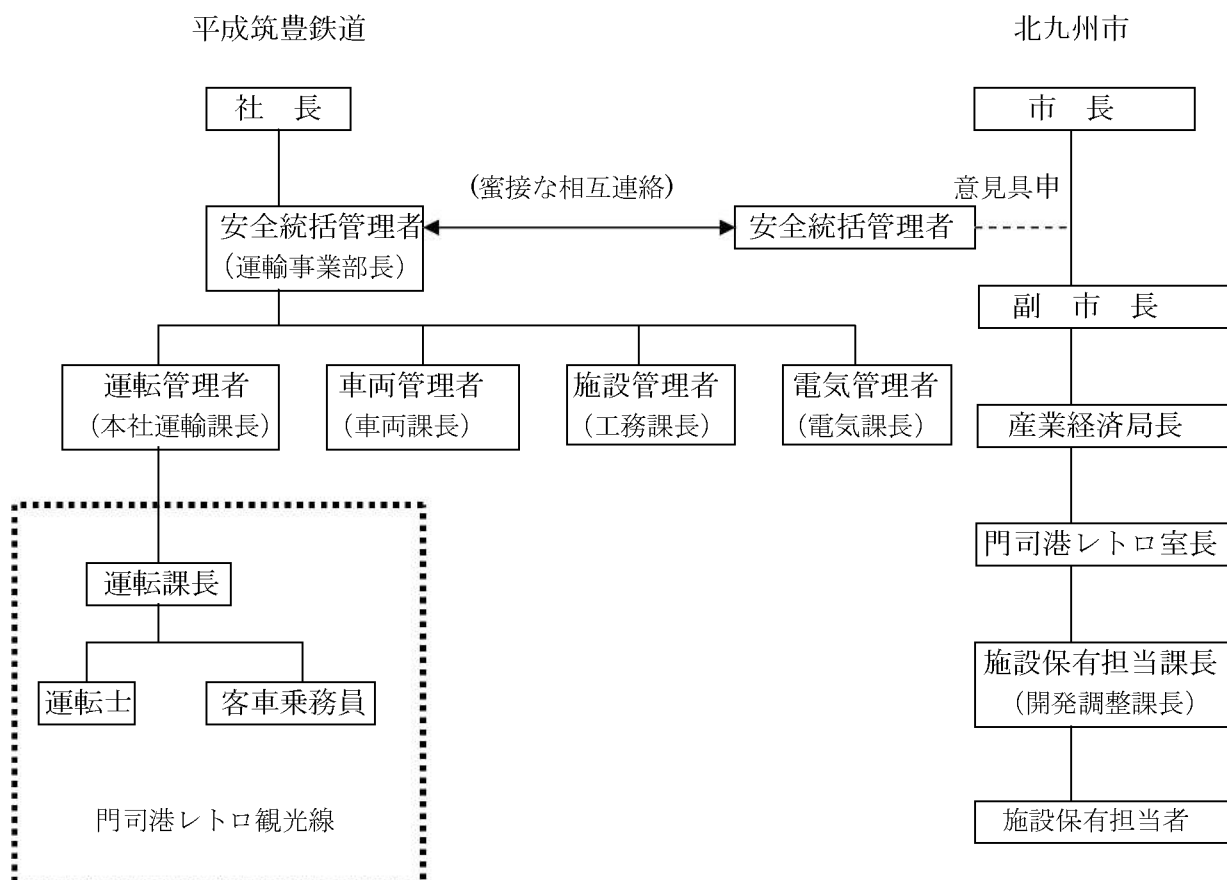 平成筑豊鉄道
北九州市
社　長
市　長
(蜜接な相互連絡)
意見具申
安全統括管理者
(運輸事業部長)
安全統括管理者
副　市　長
運転管理者
(本社運輸課長)
車両管理者
(車両課長)
施設管理者
(工務課長)
電気管理者
(電気課長)
産業経済局長
門司港レトロ室長
運転課長
施設保有担当課長
(開発調整課長)
運転士
客車乗務員
門司港レトロ観光線
施設保有担当者